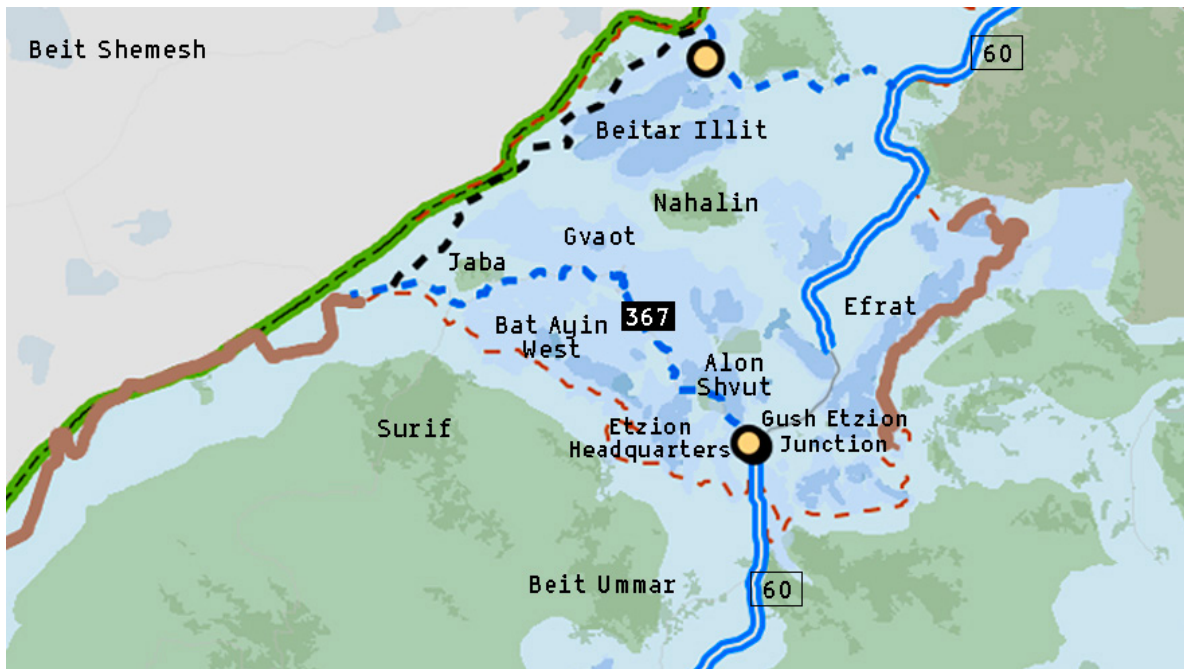 Beit Shemesh
60
Beitar Illit
Nahalin
Gvaot
Jaba
Efrat
367
Bat Ayin
West
Alon
Shvut
Surif
Etzion
Headquarters
Gush Etzion
Junction
Beit Ummar
60